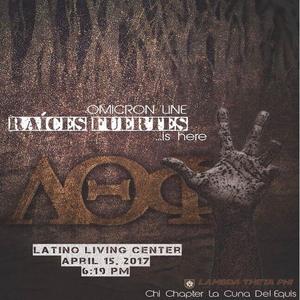 OMICRON LINE
RAÍCES FUERTES
...Is here
ΛΘΦ
LATINO LIVING CENTER
APRIL 15, 2017
6:19 PM
LAMBDA THETA PHI
Chi Chapter La Cuna Del Equis